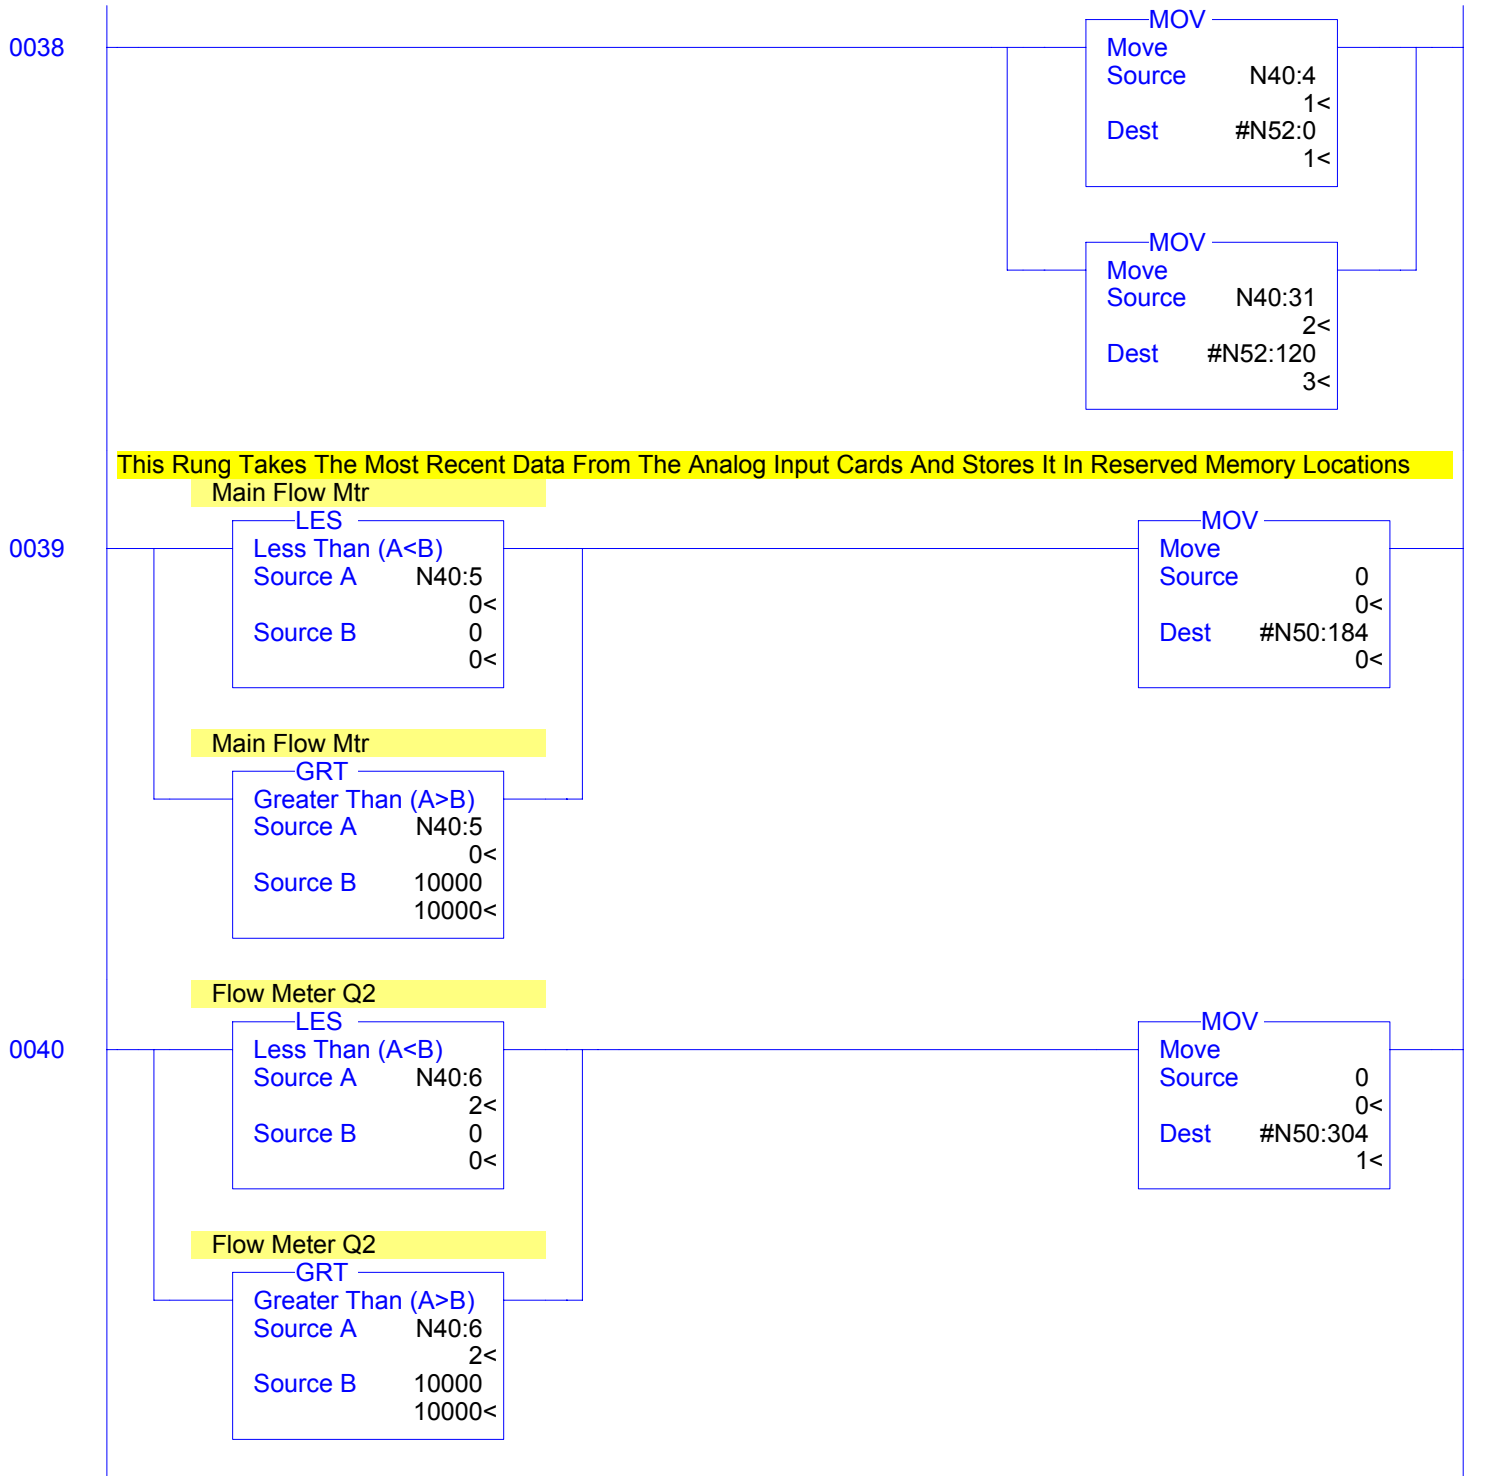 MOV
0038
Move
Source N40:4
1<
Dest #N52:0
1<
MOV
Move
Source N40:31
2<
Dest #N52:120
3<
This Rung Takes The Most Recent Data From The Analog Input Cards And Stores It In Reserved Memory Locations
Main Flow Mtr
LES
0039
Less Than (A<B)
Source A N40:5
0<
Source B 0
0<
MOV
Move
Source 0
0<
Dest #N50:184
0<
Main Flow Mtr
GRT
Greater Than (A>B)
Source A N40:5
0<
Source B 10000
10000<
Flow Meter Q2
LES
0040
Less Than (A<B)
Source A N40:6
2<
Source B 0
0<
MOV
Move
Source 0
0<
Dest #N50:304
1<
Flow Meter Q2
GRT
Greater Than (A>B)
Source A N40:6
2<
Source B 10000
10000<